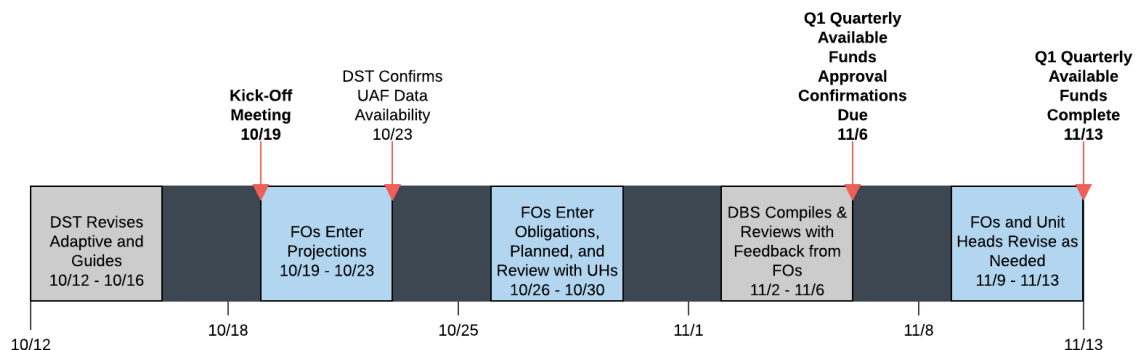 Kick-Off
Meeting
10/19
DST Confirms
UAF Data
Availability
10/23
Q1 Quarterly
Available
Funds
Approval
Confirmations
Due
11/6
Q1 Quarterly
Available
Funds
Complete
11/13
DST Revises
Adaptive and
Guides
10/12 - 10/16
FOs Enter
Projections
10/19 - 10/23
FOs Enter
Obligations,
Planned, and
Review with UHs
10/26 - 10/30
DBS Compiles &
Reviews with
Feedback from
FOs
11/2 - 11/6
FOs and Unit
Heads Revise as
Needed
11/9 - 11/13
10/12
10/18
10/25
11/1
11/8
11/13